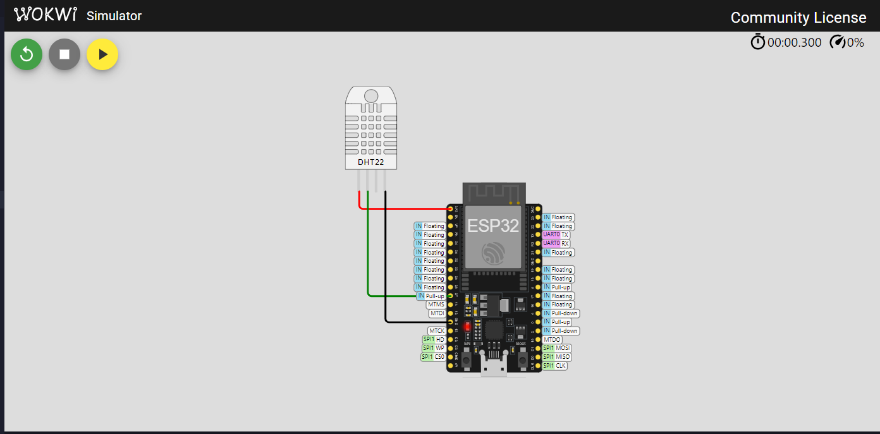 WOKWi Simulator
Community License
00:00.300 0%
DHT22
ESP32
IN Floating
IN Floating
IN Floating
IN Floating
IN Floating
IN Floating
IN Floating
IN Floating
IN Pull-up
MTMS
MTDI
MTCK
SPI1 HD
SPI1 WP
SPI1 CS0
IN Floating
IN Floating
UART0 TX
UART0 RX
IN Floating
IN Floating
IN Floating
IN Pull-up
IN Floating
IN Floating
IN Pull-down
IN Pull-up
IN Pull-down
MTDO
SPI1 MOSI
SPI1 MISO
SPI1 CLK